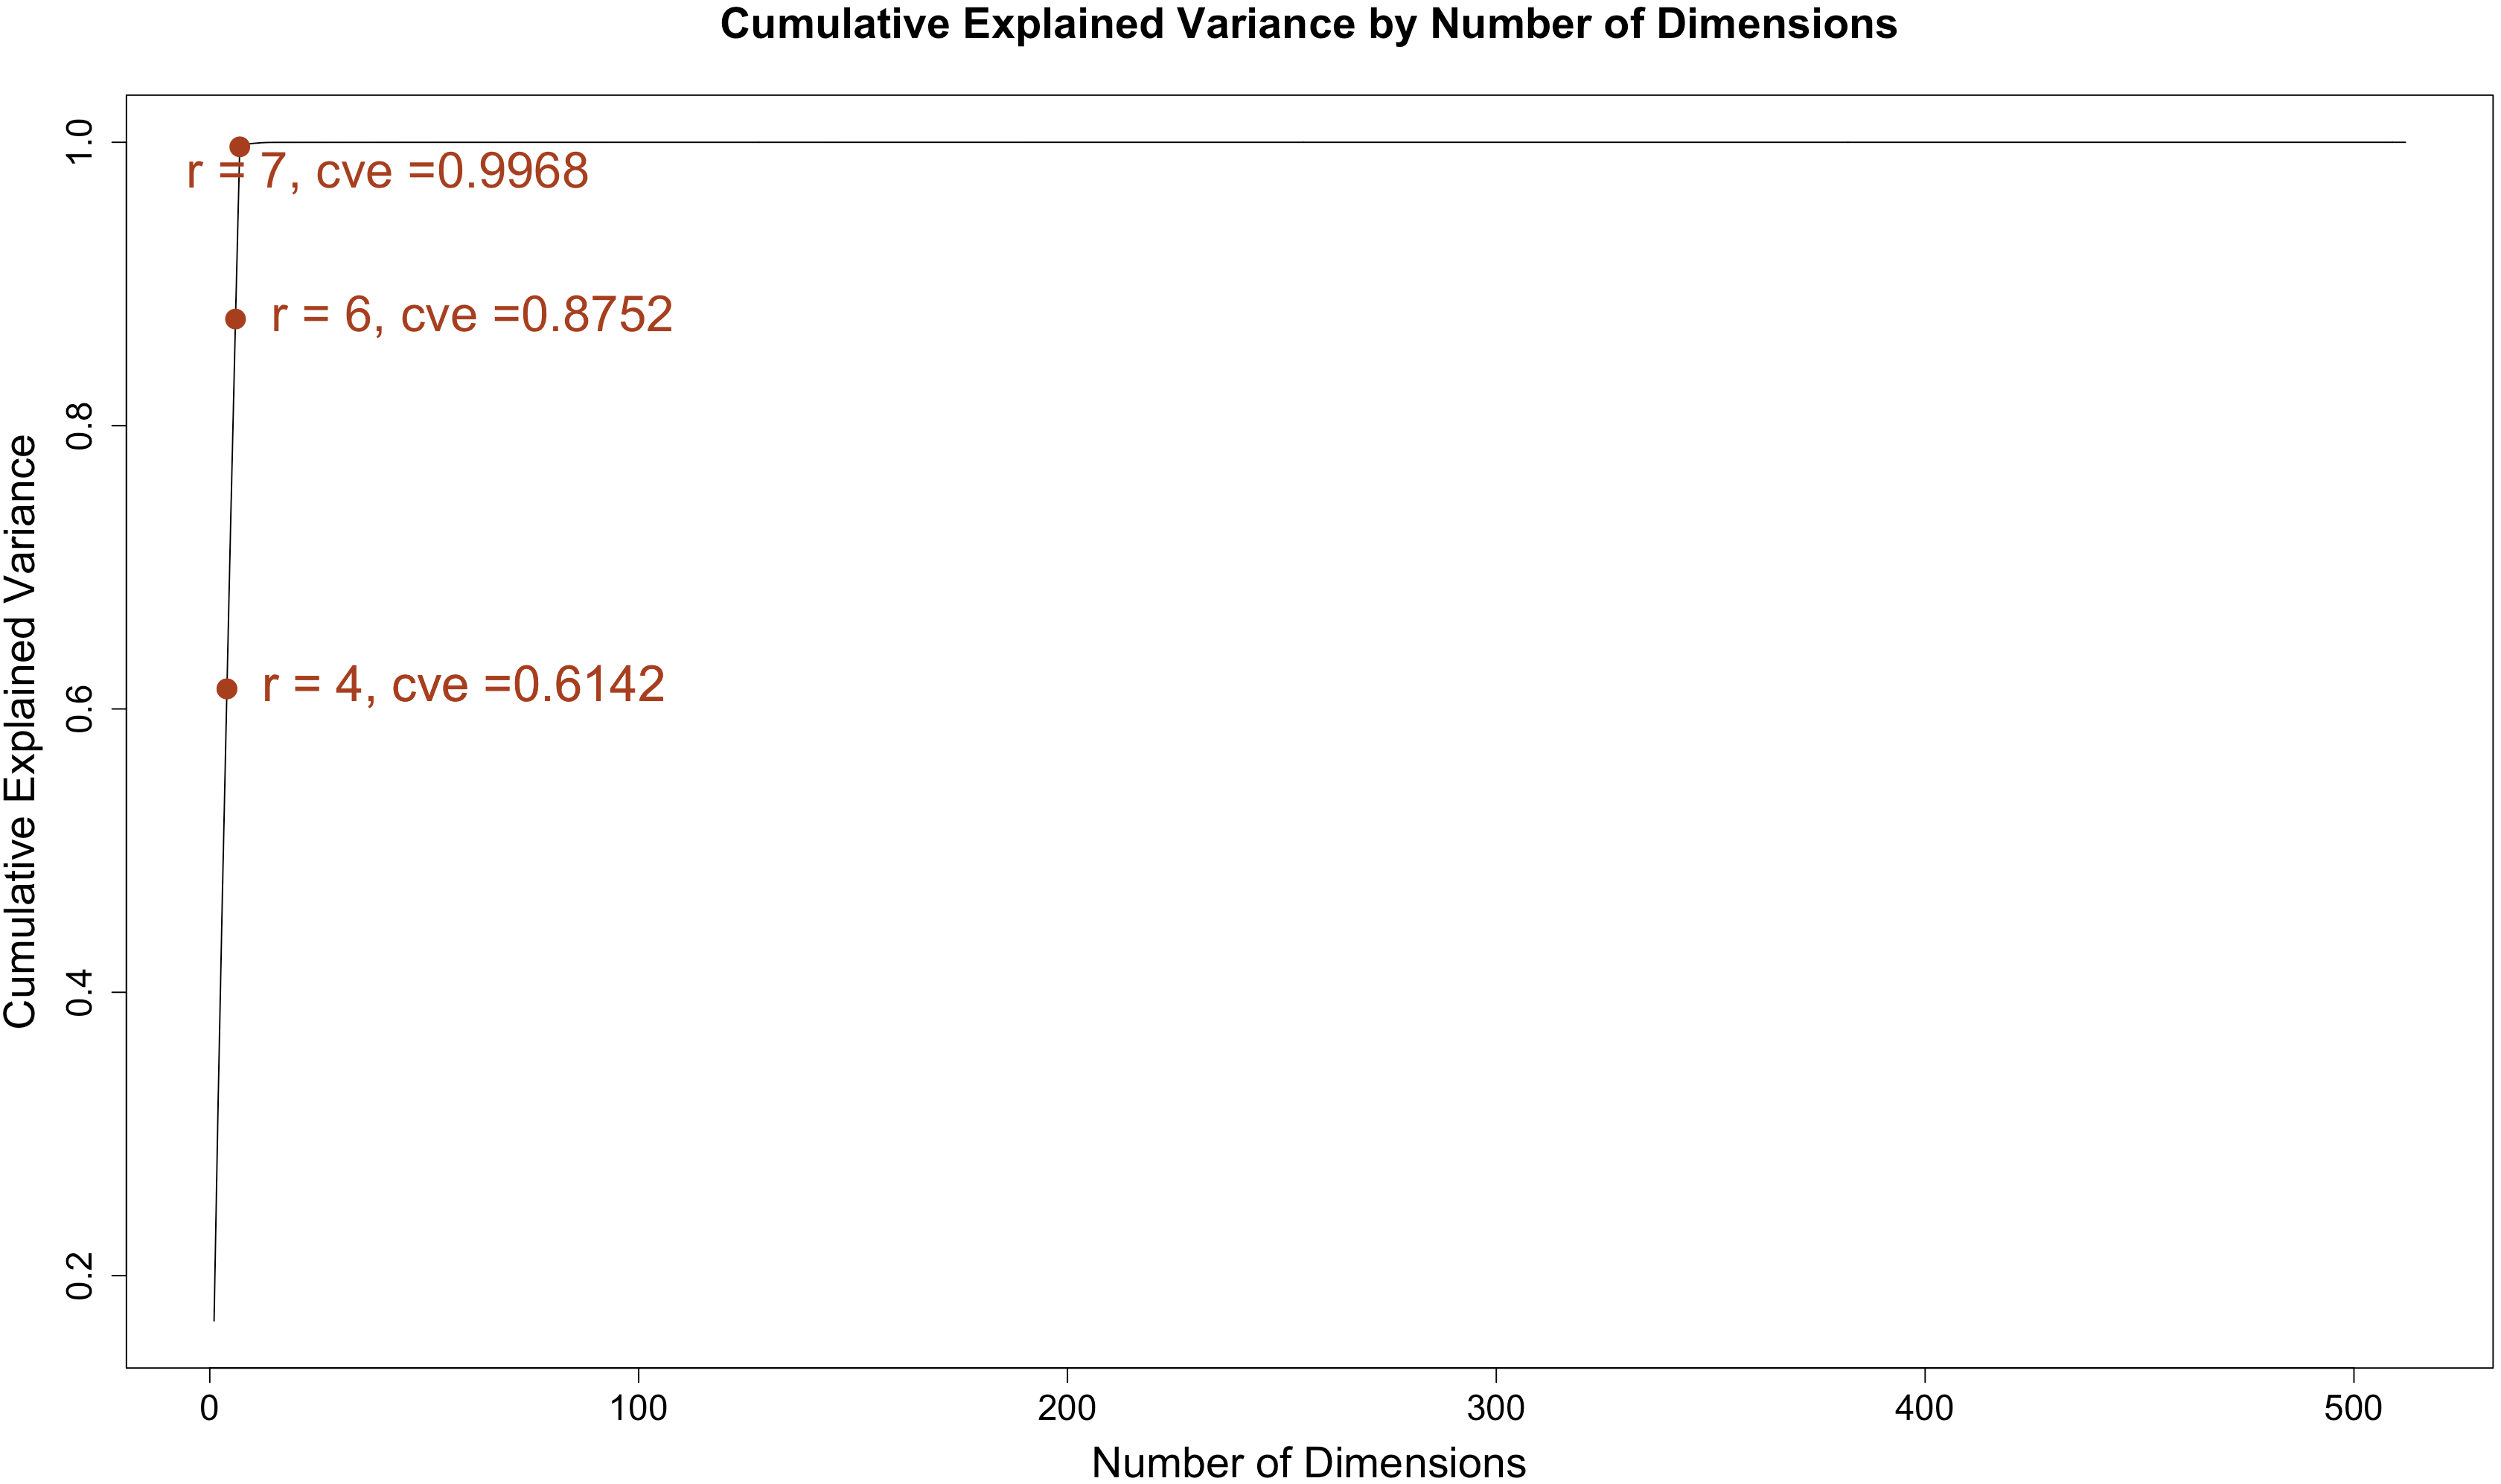 Cumulative Explained Variance by Number of Dimensions
Cumulative Explained Variance
1.0
0.8
0.6
0.4
0.2
r = 7, cve =0.9968
r = 6, cve =0.8752
r = 4, cve =0.6142
0 100 200 300 400 500
Number of Dimensions